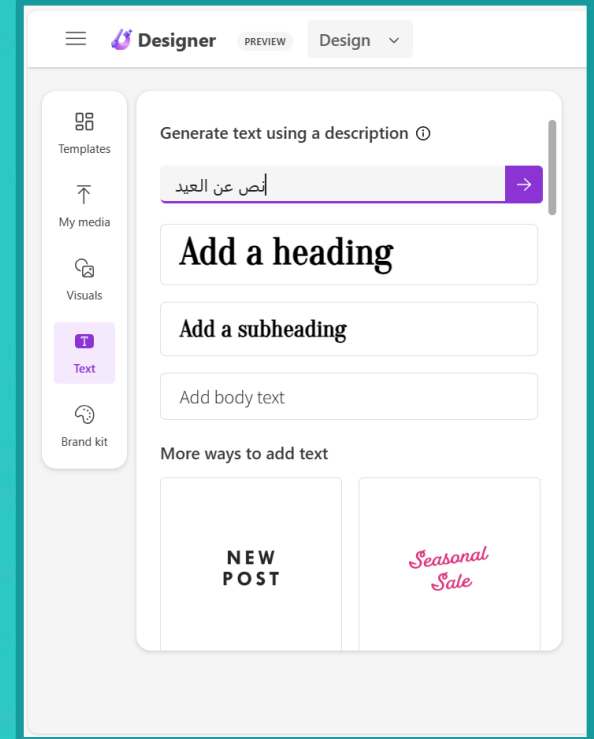 Designer PREVIEW Design
Templates
My media
Visuals
Text
Brand kit
Generate text using a description
نص عن العيد
Add a heading
Add a subheading
Add body text
More ways to add text
NEW
POST
Seasonal
Sale